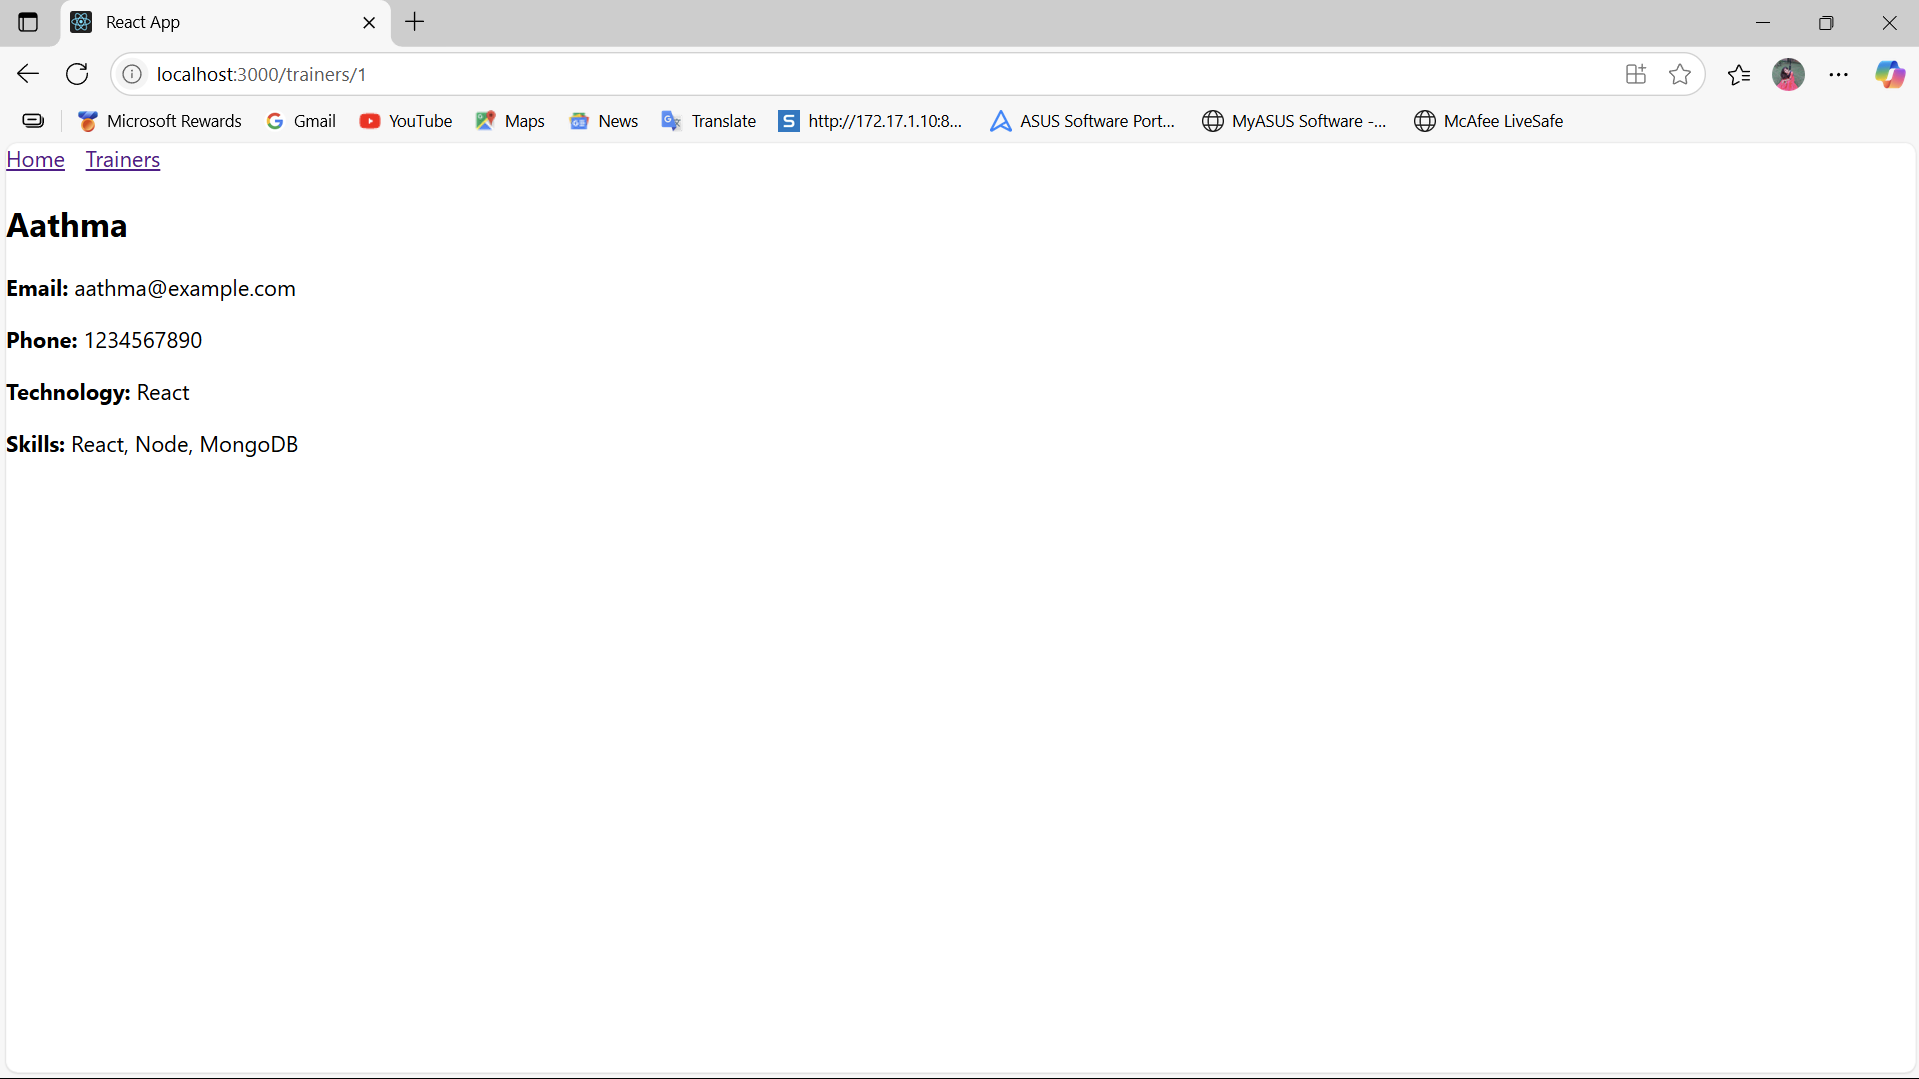 React App
localhost:3000/trainers/1
Microsoft Rewards Gmail YouTube Maps News Translate http://172.17.1.10:8... ASUS Software Port... MyASUS Software -... McAfee LiveSafe
Home Trainers
Aathma
Email: aathma@example.com
Phone: 1234567890
Technology: React
Skills: React, Node, MongoDB